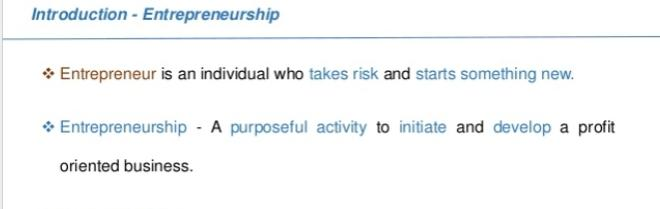 Introduction - Entrepreneurship
❖ Entrepreneur is an individual who takes risk and starts something new.
❖ Entrepreneurship - A purposeful activity to initiate and develop a profit
oriented business.